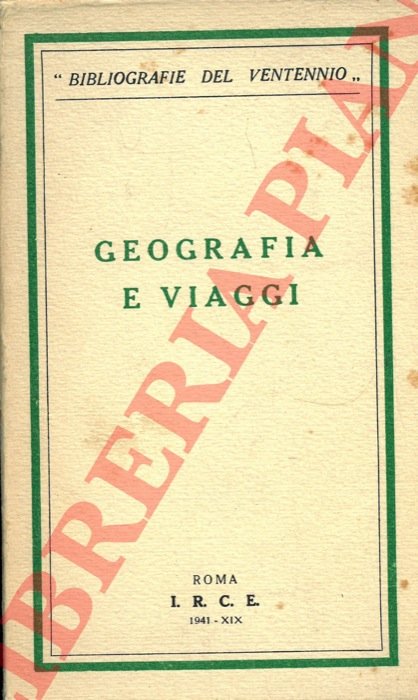 “ BIBLIOGRAFIE DEL VENTENNIO „
GEOGRAFIA
E VIAGGI
ROMA
I. R. C. E.
1941 - XIX
LIBRERIA PIANI